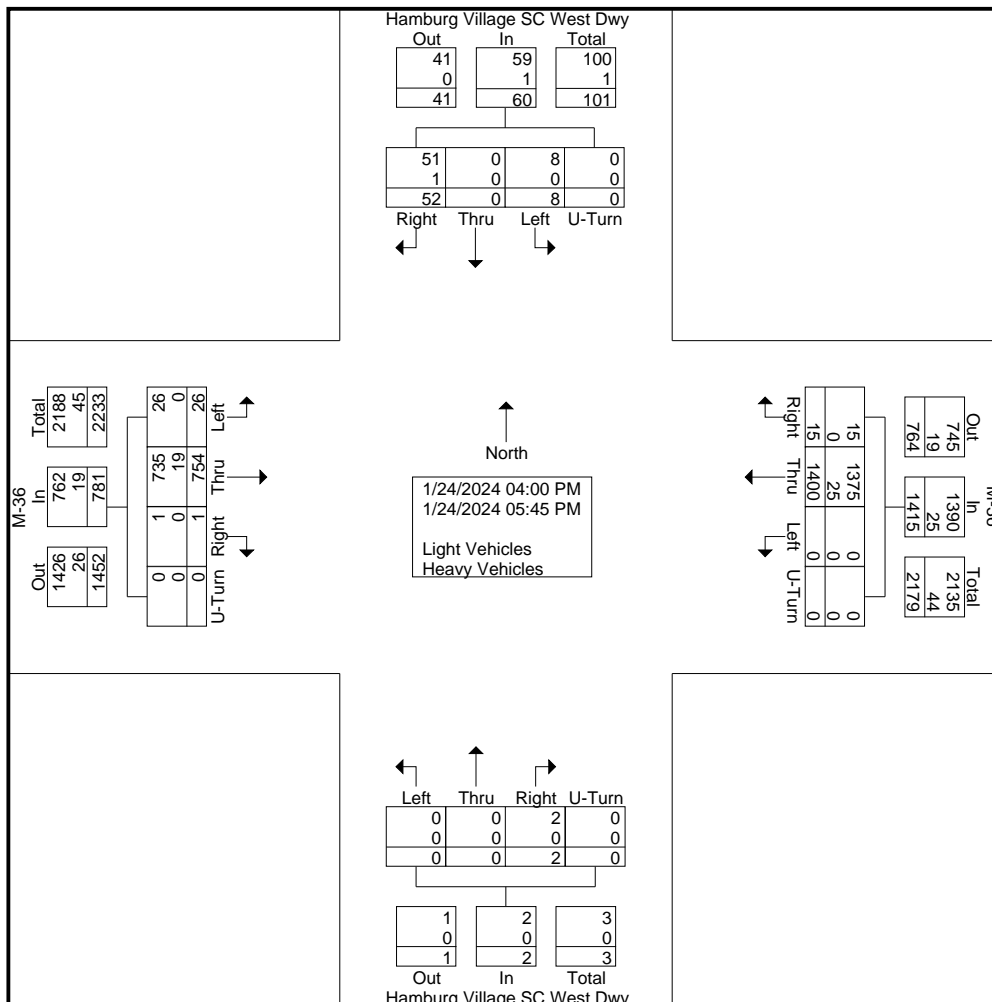 Hamburg Village SC West Dwy
Out In Total
41 59 100
0 1 1
41 60 101
51 0 8 0
1 0 0 0
52 0 8 0
Right Thru Left U-Turn
M-36
Total In Out
2188 762 1426
45 19 26
2233 781 1452
26 735 1 0
0 19 0 0
26 754 1 0
Left Thru Right U-Turn
North
1/24/2024 04:00 PM
1/24/2024 05:45 PM
Light Vehicles
Heavy Vehicles
Right Thru Left U-Turn
15 1375 0 0
0 25 0 0
15 1400 0 0
Out In Total
745 1390 2135
19 25 44
764 1415 2179
Left Thru Right U-Turn
0 0 2 0
0 0 0 0
0 0 2 0
1 2 3
0 0 0
1 2 3
Out In Total
Hamburg Village SC West Dwy